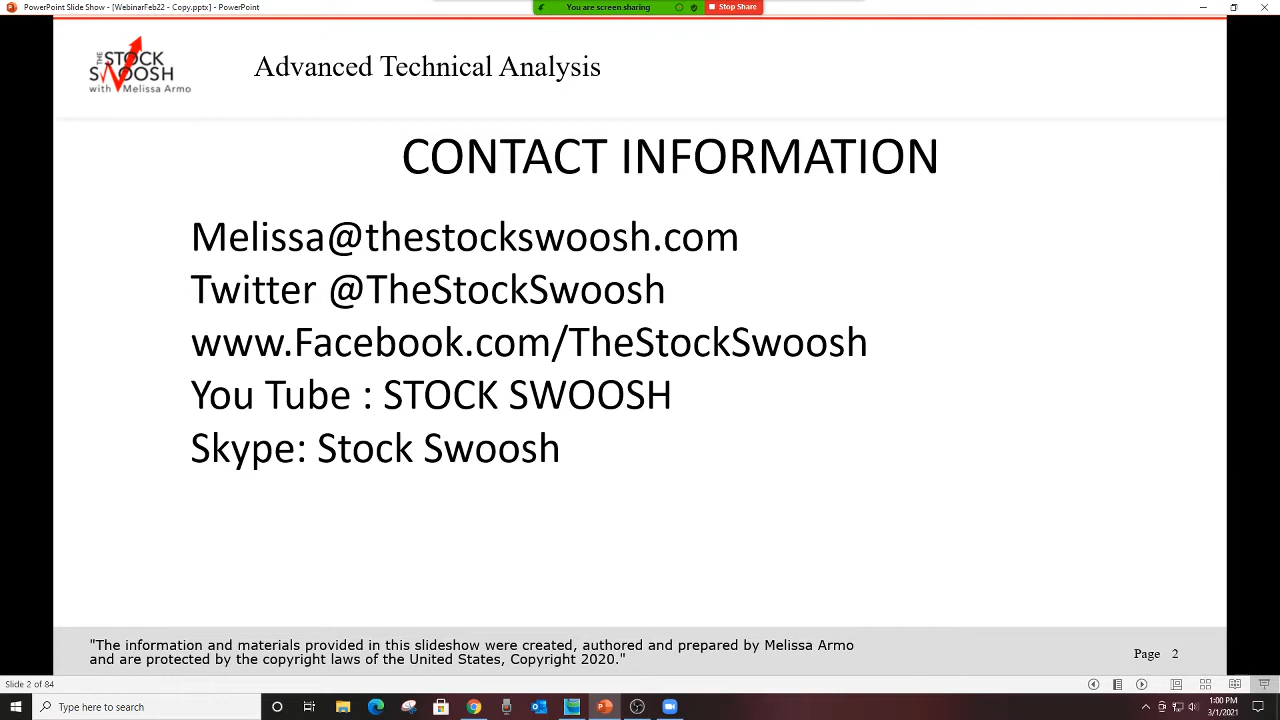 PowerPoint Slide Show - [WebinarFeb22 - Copy.pptx] - PowerPoint
You are screen sharing
Stop Share
THE STOCK
SWOOSH
with Melissa Armo
Advanced Technical Analysis
CONTACT INFORMATION
Melissa@thestockswoosh.com
Twitter @TheStockSwoosh
www.Facebook.com/TheStockSwoosh
You Tube : STOCK SWOOSH
Skype: Stock Swoosh
"The information and materials provided in this slideshow were created, authored and prepared by Melissa Armo
and are protected by the copyright laws of the United States, Copyright 2020."
Page 2
Slide 2 of 84
Type here to search
1:00 PM
3/1/2021